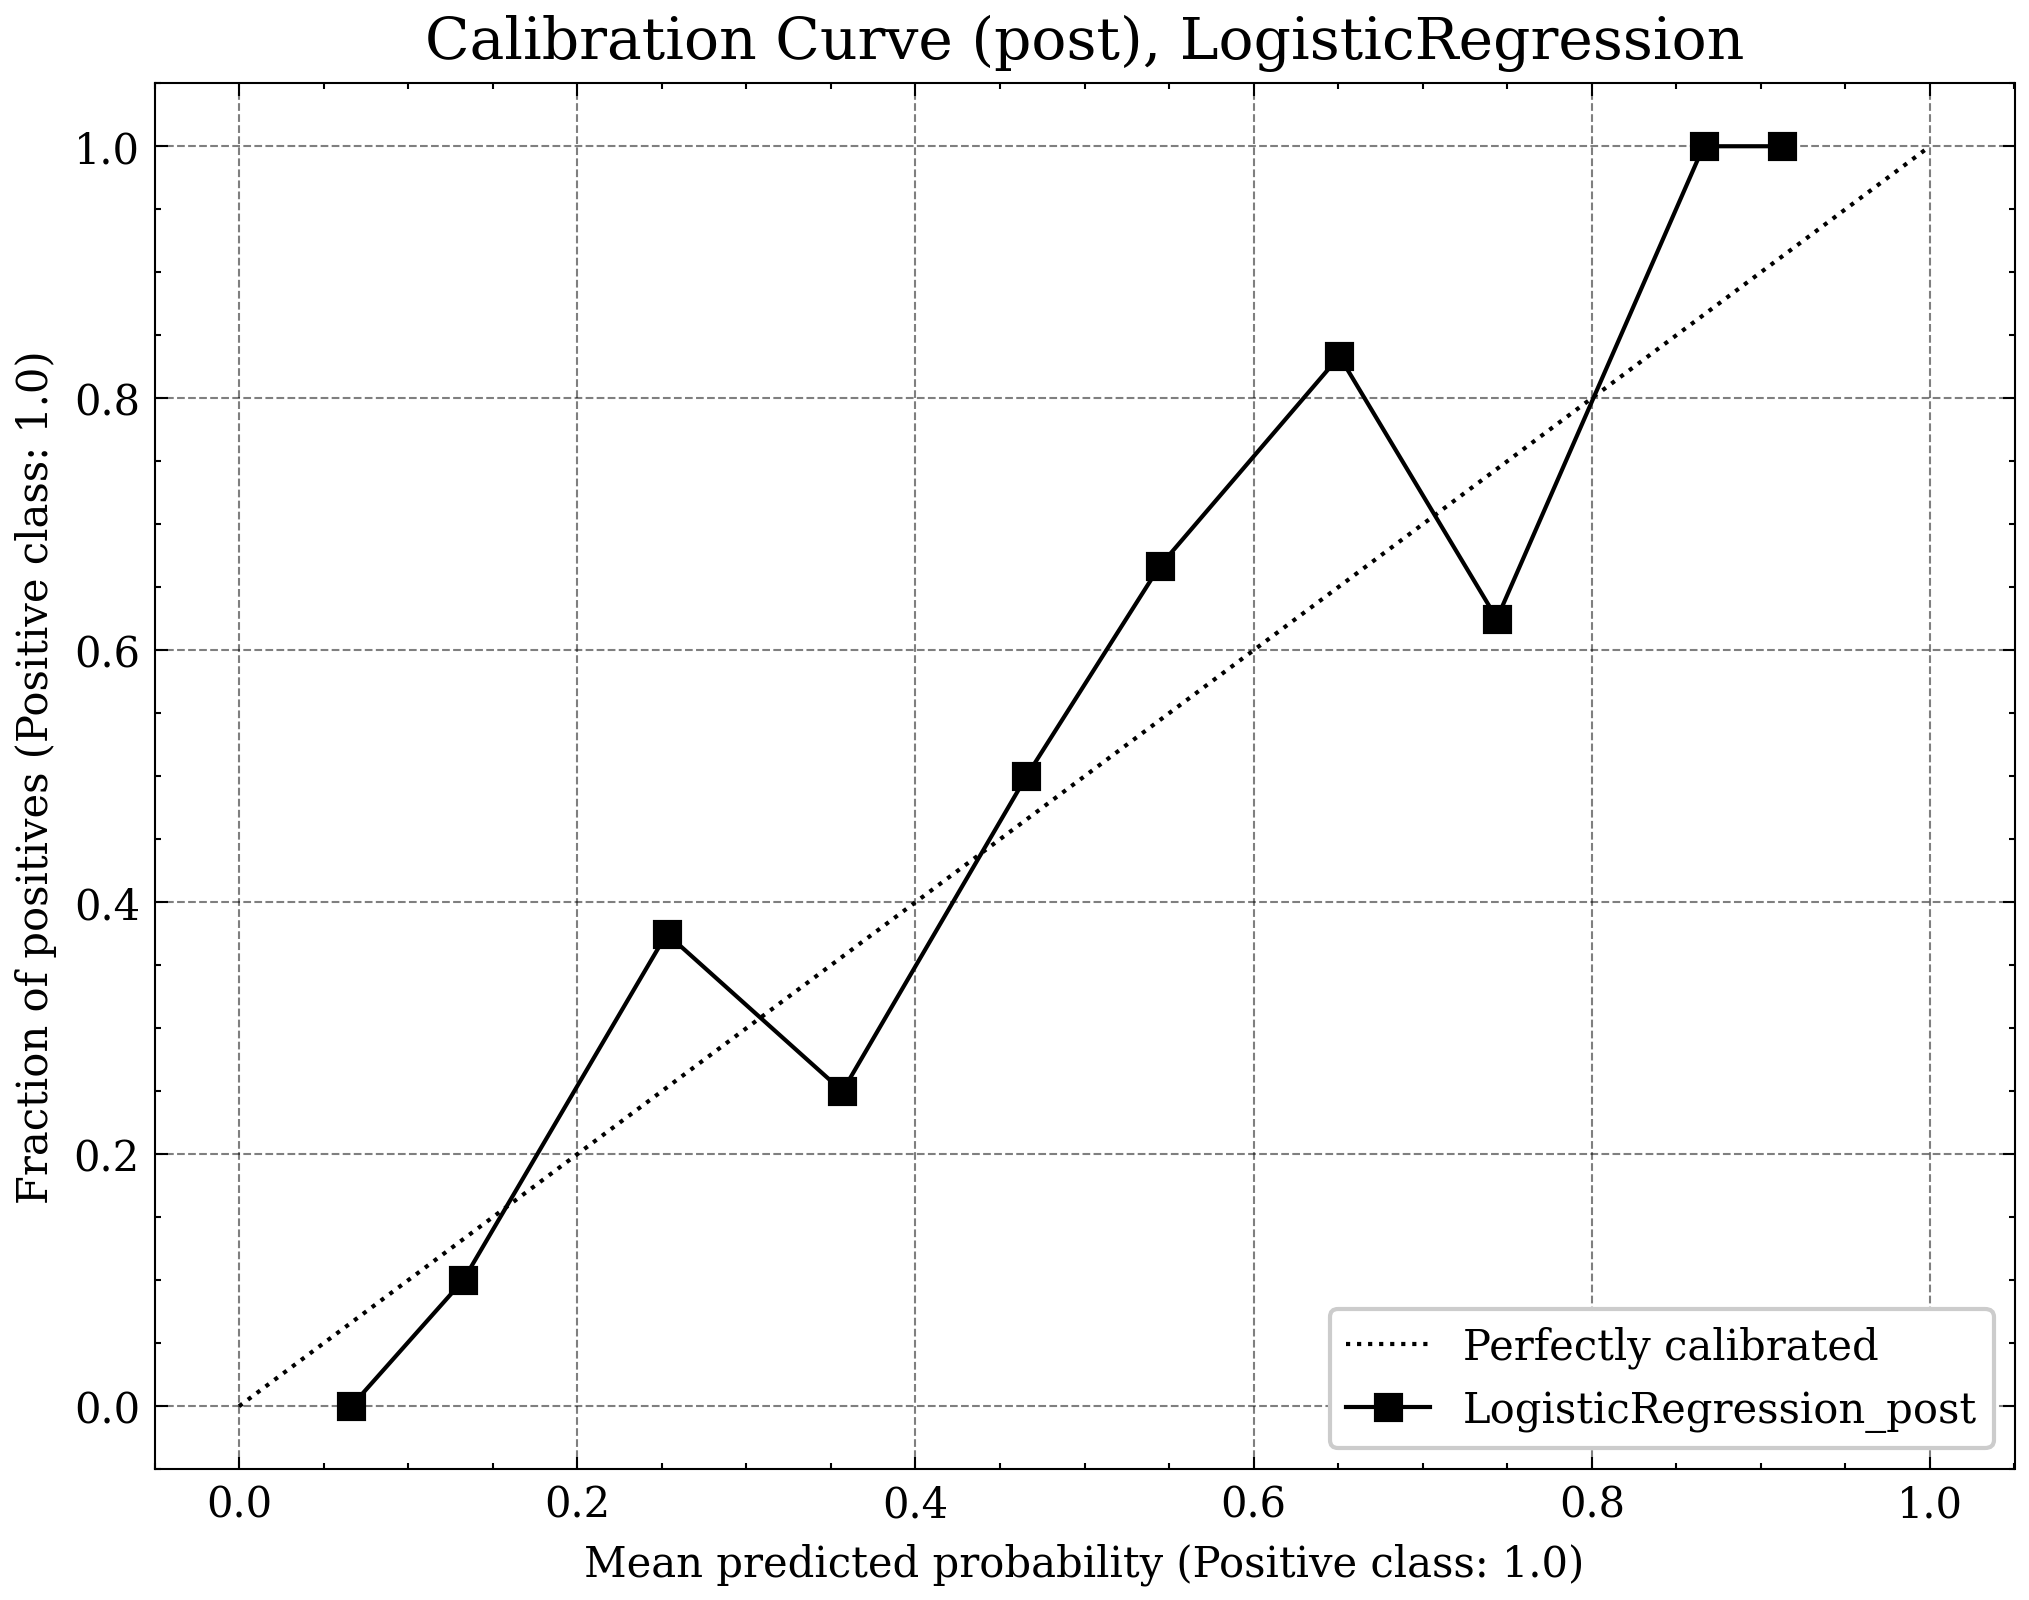 Calibration Curve (post), LogisticRegression
Fraction of positives (Positive class: 1.0)
1.0
0.8
0.6
0.4
0.2
0.0
0.0 0.2 0.4 0.6 0.8 1.0
Mean predicted probability (Positive class: 1.0)
Perfectly calibrated
LogisticRegression_post